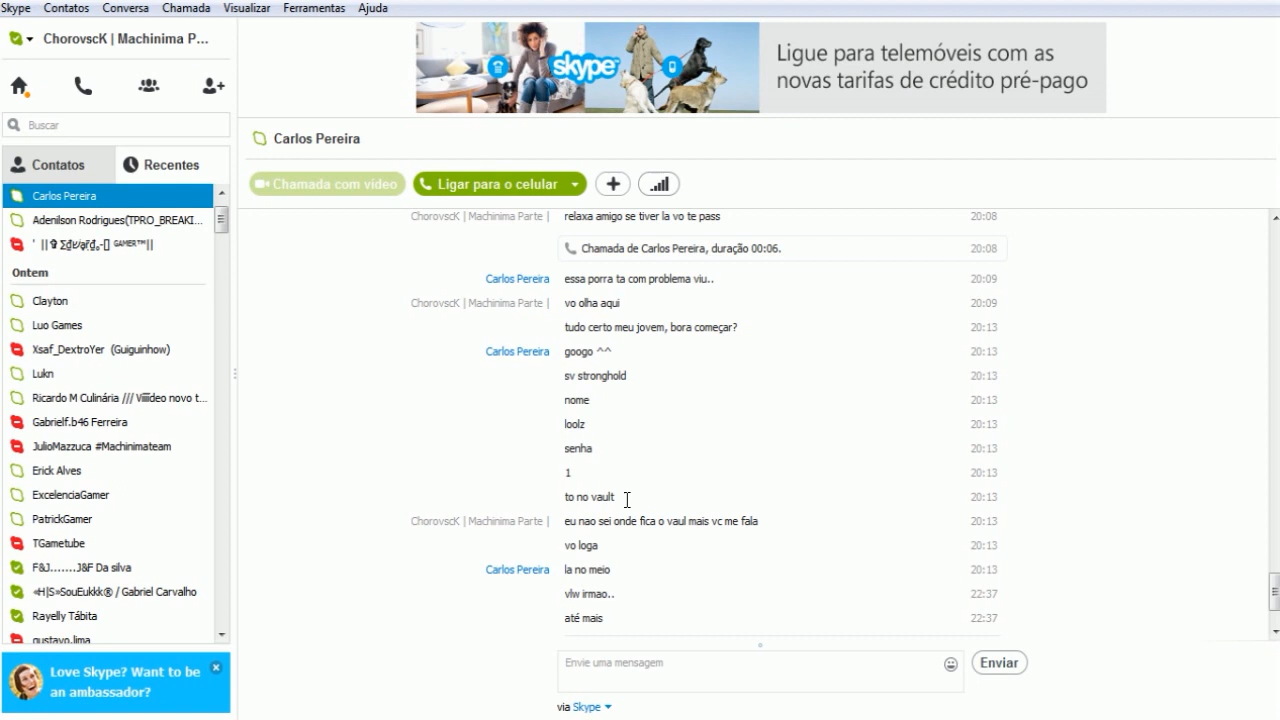 Skype Contatos Conversa Chamada Visualizar Ferramentas Ajuda
ChorovscK | Machinima P...
Buscar
Contatos Recentes
Carlos Pereira
Adenilson Rodrigues(TPRO_BREAKI...
GAMER™||
Ontem
Clayton
Luo Games
Xsaf_DextroYer (Guiguinhow)
Lukn
Ricardo M Culinária /// Víííídeo novo t...
Gabrielf.b46 Ferreira
JulioMazzuca #Machinimateam
Erick Alves
ExcelenciaGamer
PatrickGamer
TGametube
F&J.......J&F Da silva
«H|S»SouEukkk® / Gabriel Carvalho
Rayelly Tábita
gustavo.lima
Love Skype? Want to be
an ambassador?
skype
Ligue para telemóveis com as
novas tarifas de crédito pré-pago
Carlos Pereira
Chamada com vídeo Ligar para o celular
ChorovscK | Machinima Parte | relaxa amigo se tiver la vo te pass 20:08
Chamada de Carlos Pereira, duração 00:06. 20:08
Carlos Pereira essa porra ta com problema viu.. 20:09
ChorovscK | Machinima Parte | vo olha aqui 20:09
tudo certo meu jovem, bora começar? 20:13
Carlos Pereira googo ^^ 20:13
sv stronghold 20:13
nome 20:13
loolz 20:13
senha 20:13
1 20:13
to no vault 20:13
ChorovscK | Machinima Parte | eu nao sei onde fica o vaul mais vc me fala 20:13
vo loga 20:13
Carlos Pereira la no meio 20:13
vlw irmao.. 22:37
até mais 22:37
Envie uma mensagem Enviar
via Skype